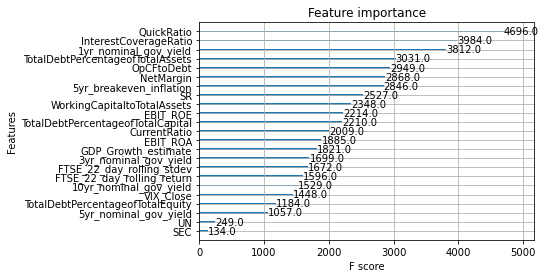 Feature importance
QuickRatio 4696.0
InterestCoverageRatio 3984.0
1yr_nominal_gov_yield 3812.0
TotalDebtPercentageofTotalAssets 3031.0
OpCFtoDebt 2949.0
NetMargin 2868.0
5yr_breakeven_inflation 2846.0
SR 2527.0
WorkingCapitaltoTotalAssets 2348.0
EBIT_ROE 2214.0
TotalDebtPercentageofTotalCapital 2210.0
CurrentRatio 2009.0
EBIT_ROA 1885.0
GDP_Growth_estimate 1821.0
3yr_nominal_gov_yield 1699.0
FTSE_22_day_rolling_stdev 1672.0
FTSE_22_day_rolling_return 1596.0
10yr_nominal_gov_yield 1529.0
VIX_Close 1448.0
TotalDebtPercentageofTotalEquity 1184.0
5yr_nominal_gov_yield 1057.0
UN 249.0
SEC 134.0
Features
0 1000 2000 3000 4000 5000
F score